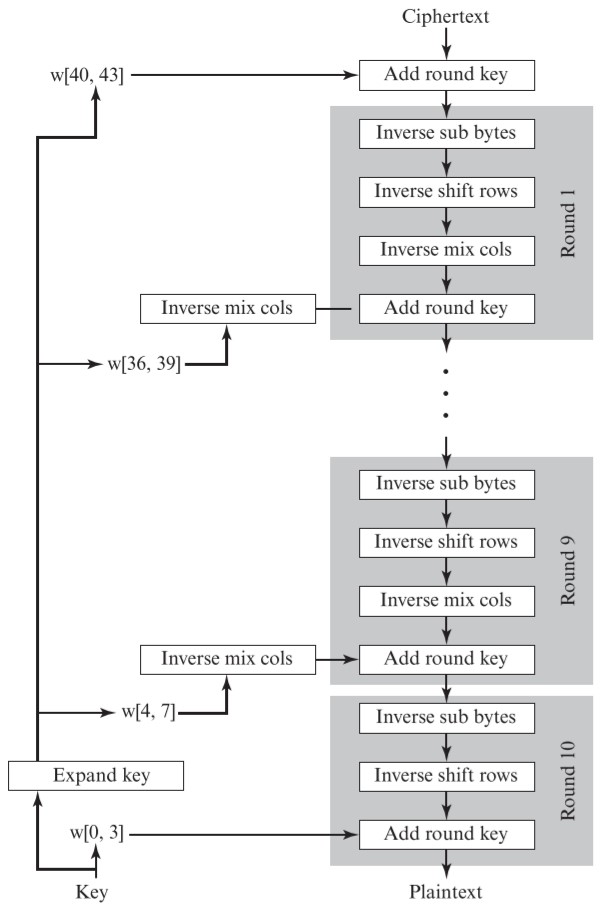 Ciphertext
w[40, 43]
Add round key
Inverse sub bytes
Inverse shift rows
Round 1
Inverse mix cols
Inverse mix cols
Add round key
w[36, 39]
Inverse sub bytes
Inverse shift rows
Round 9
Inverse mix cols
Inverse mix cols
Add round key
w[4, 7]
Inverse sub bytes
Expand key
Inverse shift rows
Round 10
w[0, 3]
Add round key
Key
Plaintext